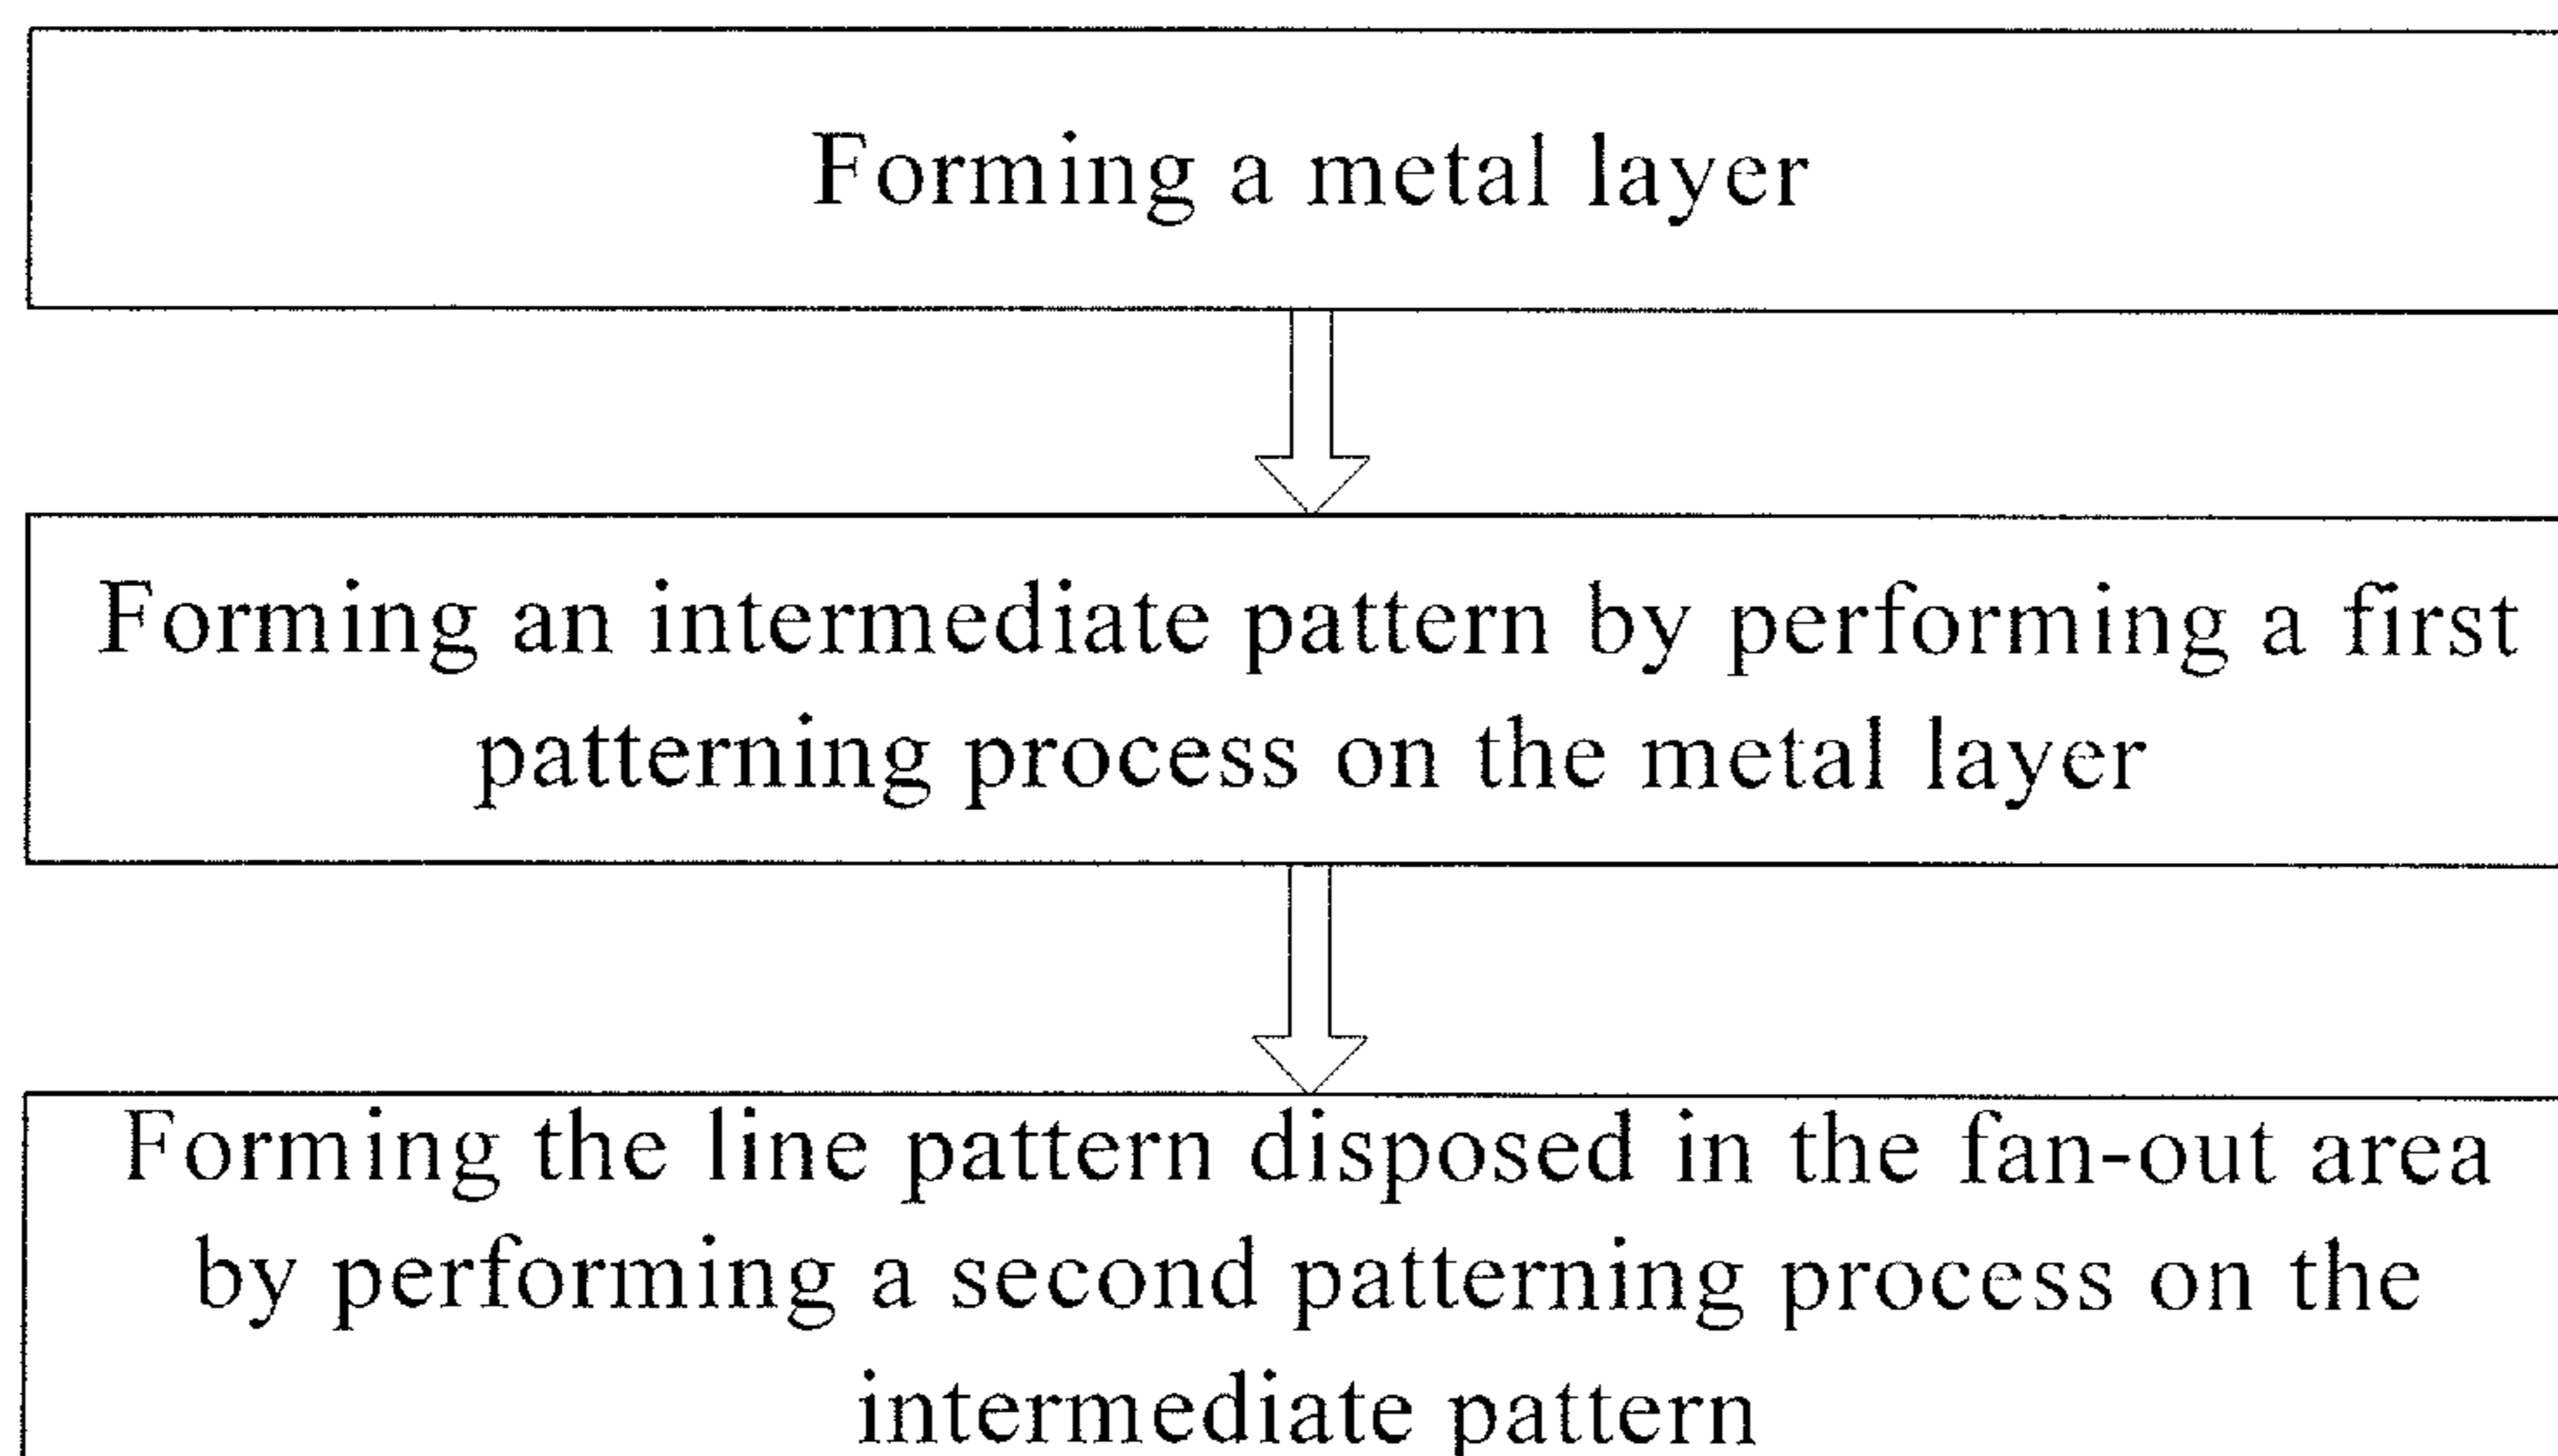 Forming a metal layer
Forming an intermediate pattern by performing a first
patterning process on the metal layer
Forming the line pattern disposed in the fan-out area
by performing a second patterning process on the
intermediate pattern